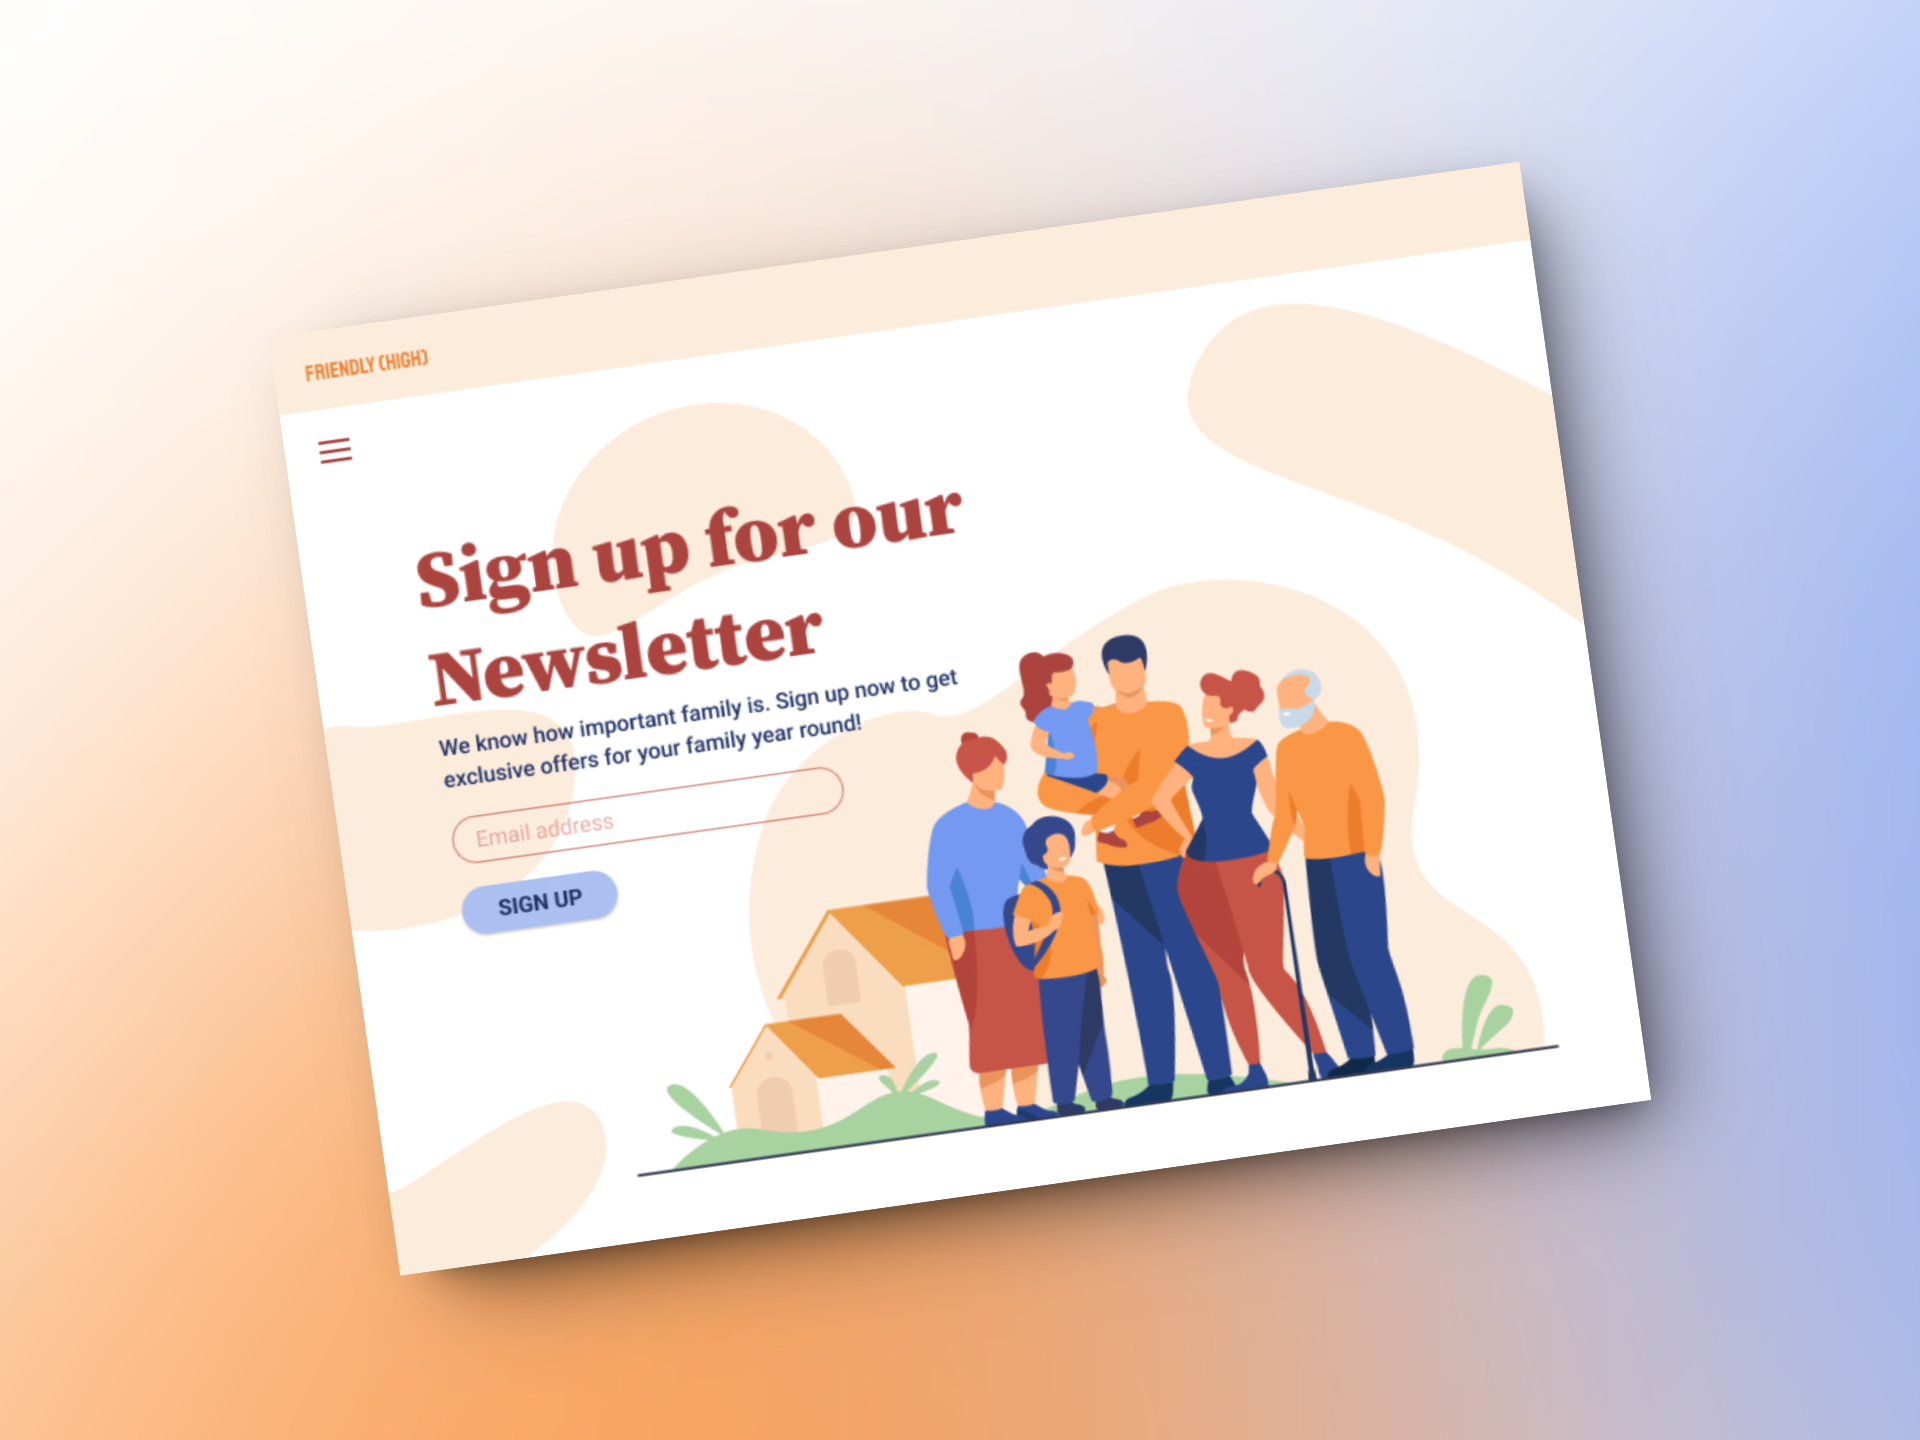 FRIENDLY (HIGH)
Sign up for our
Newsletter
We know how important family is. Sign up now to get
exclusive offers for your family year round!
Email address
SIGN UP